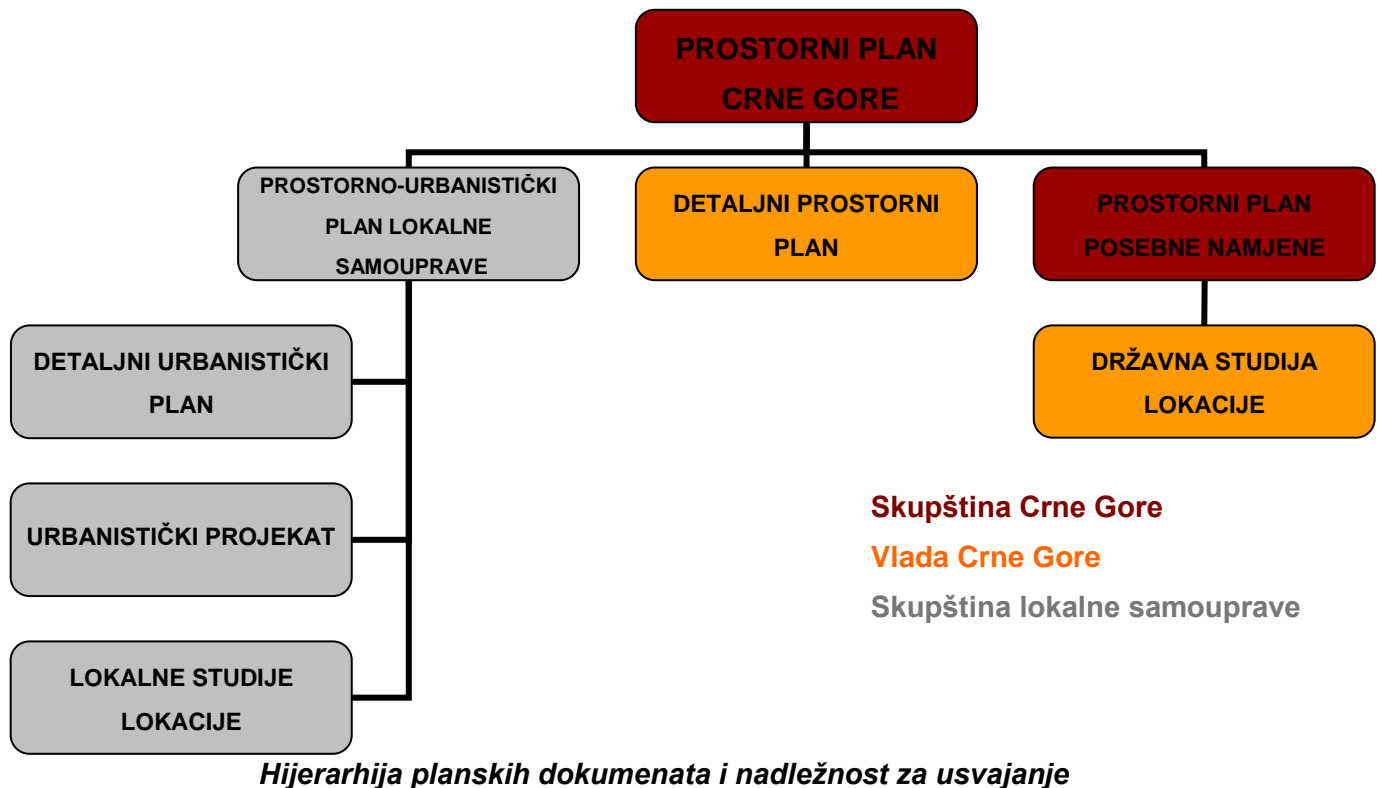 PROSTORNI PLAN
CRNE GORE
PROSTORNO-URBANISTIČKI
PLAN LOKALNE
SAMOUPRAVE
DETALJNI PROSTORNI
PLAN
PROSTORNI PLAN
POSEBNE NAMJENE
DETALJNI URBANISTIČKI
PLAN
DRŽAVNA STUDIJA
LOKACIJE
URBANISTIČKI PROJEKAT
LOKALNE STUDIJE
LOKACIJE
Skupština Crne Gore
Vlada Crne Gore
Skupština lokalne samouprave
Hijerarhija planskih dokumenata i nadležnost za usvajanje